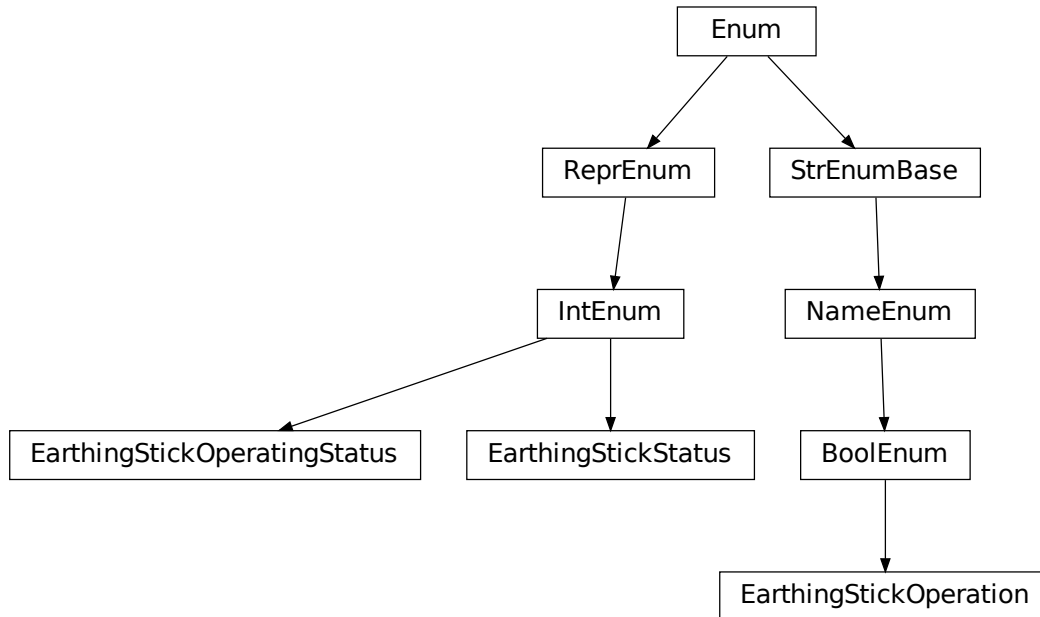 Enum
ReprEnum
StrEnumBase
IntEnum
NameEnum
EarthingStickOperatingStatus
EarthingStickStatus
BoolEnum
EarthingStickOperation